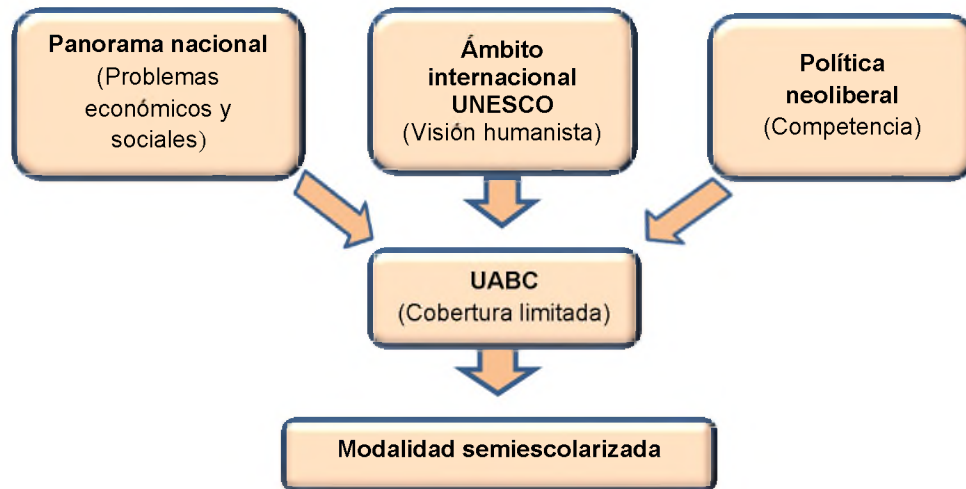 Panorama nacional
(Problemas
económicos y
sociales)
Ámbito
internacional
UNESCO
(Visión humanista)
Política
neoliberal
(Competencia)
UABC
(Cobertura limitada)
Modalidad semiescolarizada